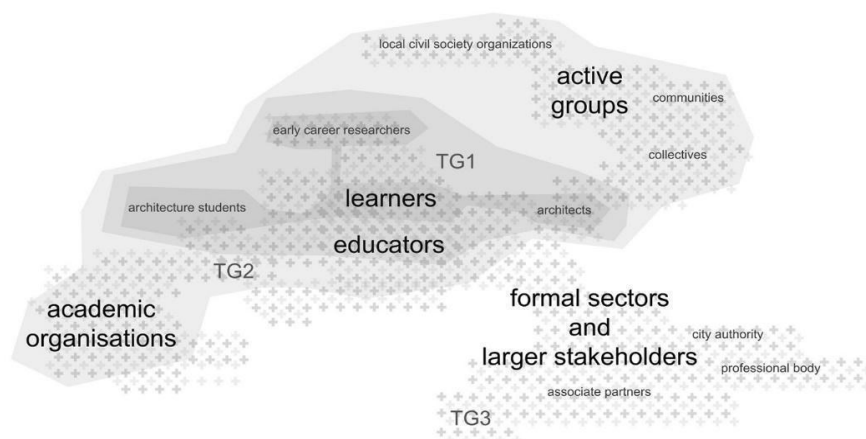 local civil society organizations
active
groups
communities
early career researchers
collectives
TG1
learners
architecture students
architects
educators
TG2
academic
organisations
formal sectors
and
larger stakeholders
city authority
professional body
associate partners
TG3